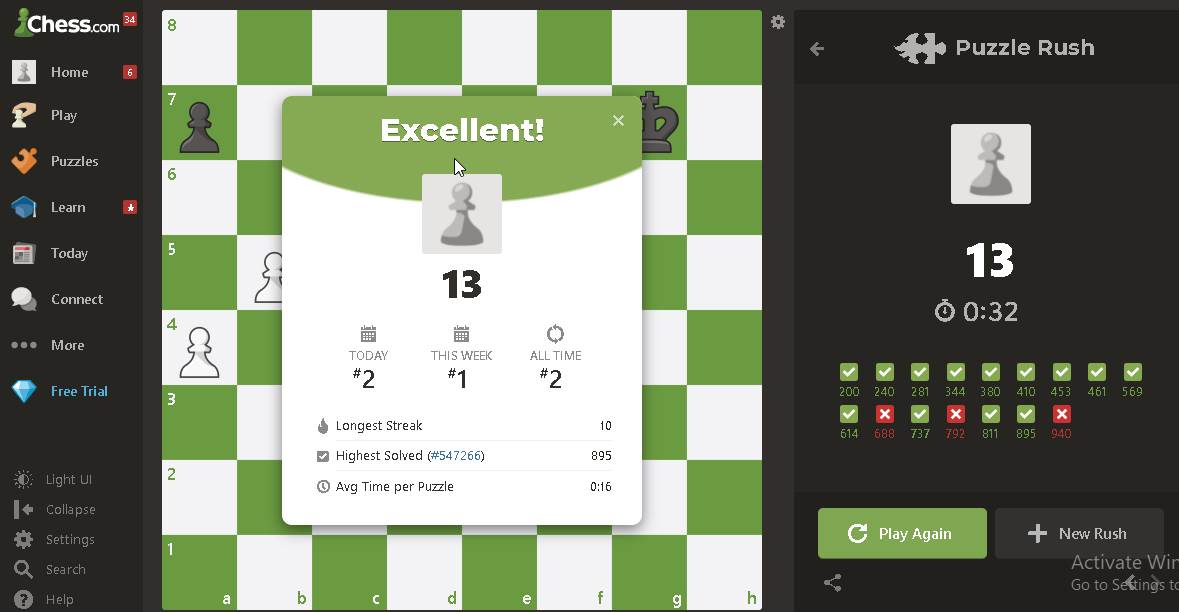 Chess.com 34
Home 6
Play
Puzzles
Learn
Today
Connect
More
Free Trial
Light UI
Collapse
Settings
Search
Help
8
7
6
5
4
3
2
1
a b c d e f g h
Excellent!
13
TODAY THIS WEEK ALL TIME
#2 #1 #2
Longest Streak 10
Highest Solved (#547266) 895
Avg Time per Puzzle 0:16
Puzzle Rush
13
0:32
200 240 281 344 380 410 453 461 569
614 688 737 792 811 895 940
Play Again
New Rush
Activate Win
Go to Settings to